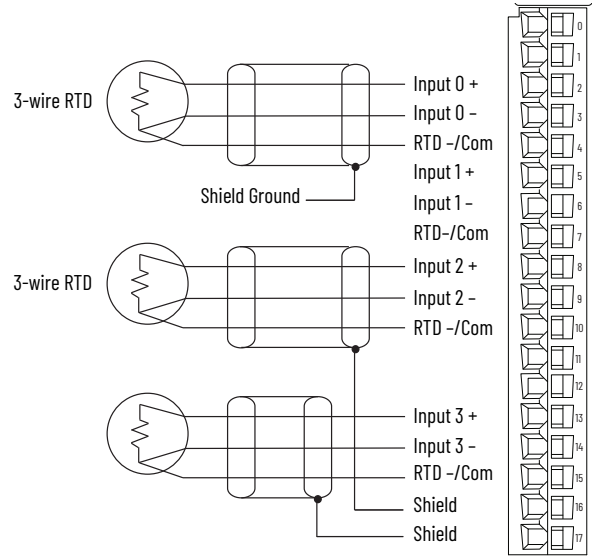 3-wire RTD
Input 0 +
Input 0 –
RTD –/Com
Input 1 +
Shield Ground
Input 1 –
RTD–/Com
3-wire RTD
Input 2 +
Input 2 –
RTD –/Com
Input 3 +
Input 3 –
RTD –/Com
Shield
Shield
0
1
2
3
4
5
6
7
8
9
10
11
12
13
14
15
16
17